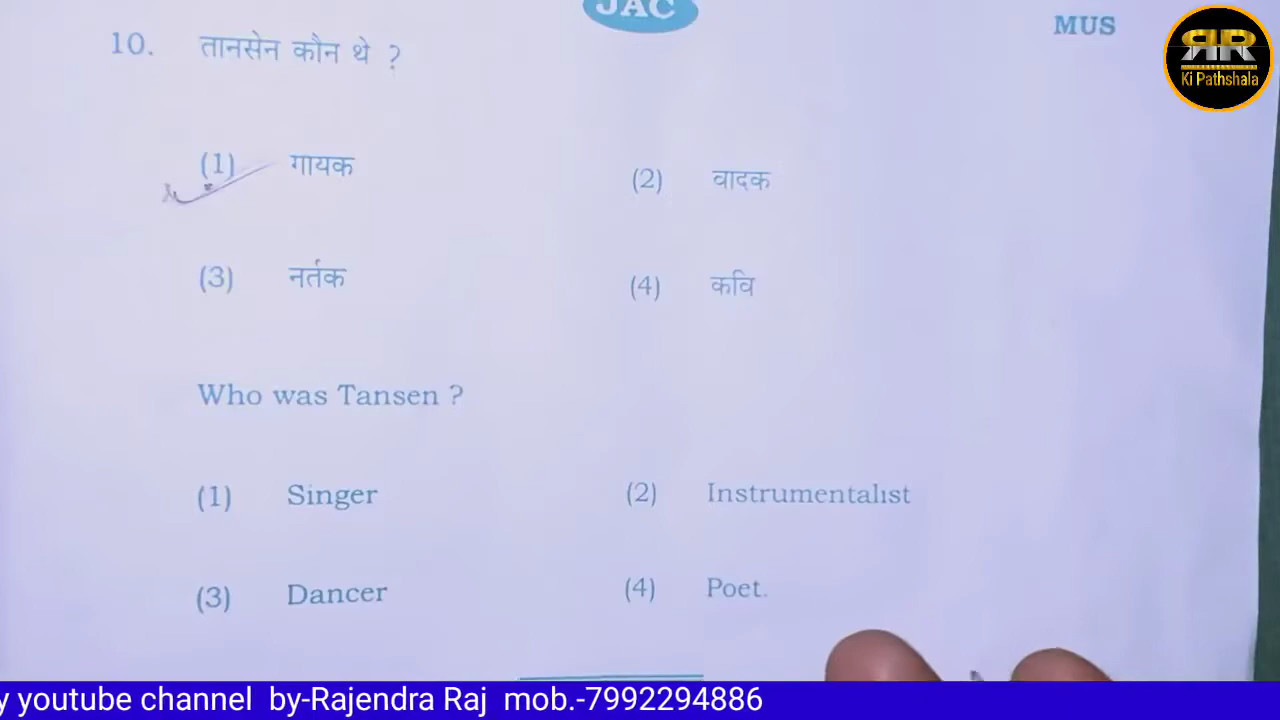 JAC
MUS
RR
Ki Pathshala
10. तानसेन कौन थे ?
(1) गायक (2) वादक
(3) नर्तक (4) कवि
Who was Tansen ?
(1) Singer (2) Instrumentalist
(3) Dancer (4) Poet.
y youtube channel by-Rajendra Raj mob.-7992294886